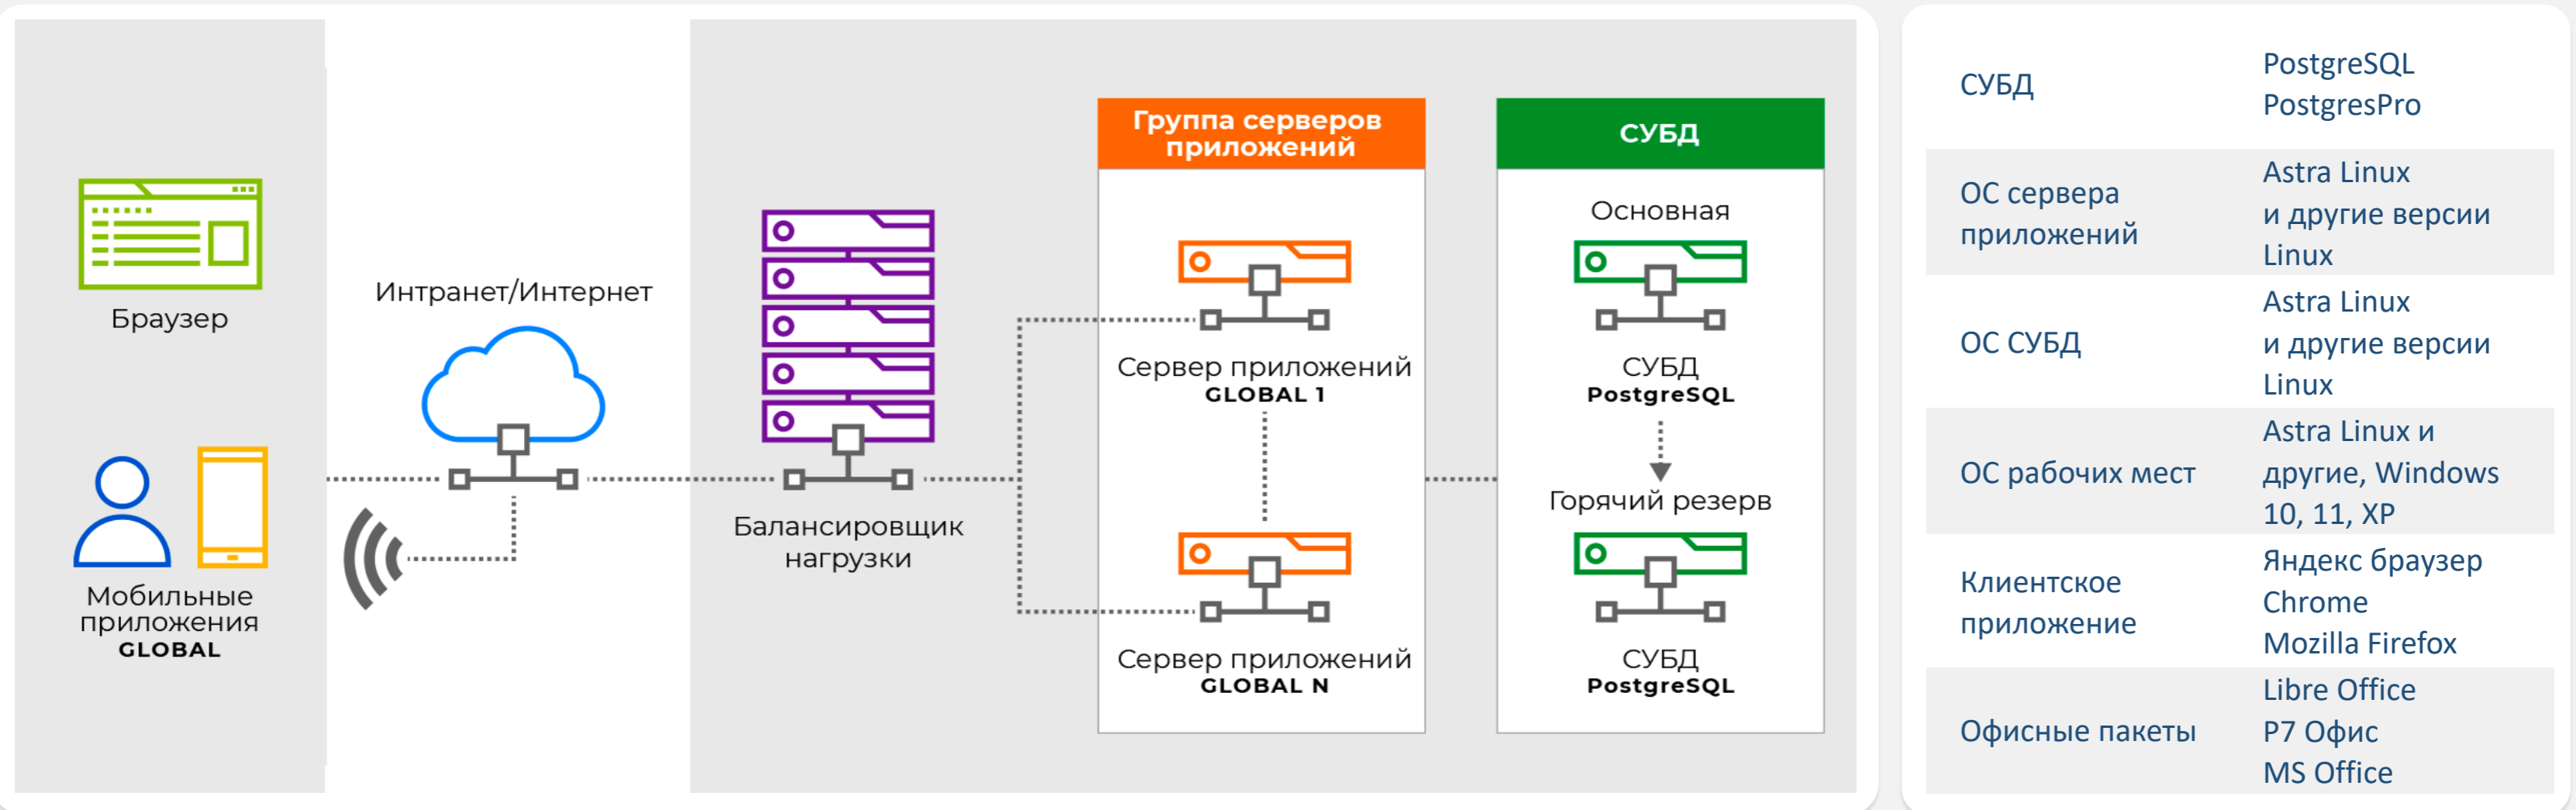 Браузер
Мобильные
приложения
GLOBAL
Интранет/Интернет
Балансировщик
нагрузки
Группа серверов
приложений
Сервер приложений
GLOBAL 1
Сервер приложений
GLOBAL N
СУБД
Основная
СУБД
PostgreSQL
Горячий резерв
СУБД
PostgreSQL
СУБД
PostgreSQL
PostgresPro
ОС сервера
приложений
Astra Linux
и другие версии
Linux
ОС СУБД
Astra Linux
и другие версии
Linux
ОС рабочих мест
Astra Linux и
другие, Windows
10, 11, XP
Клиентское
приложение
Яндекс браузер
Chrome
Mozilla Firefox
Офисные пакеты
Libre Office
Р7 Офис
MS Office